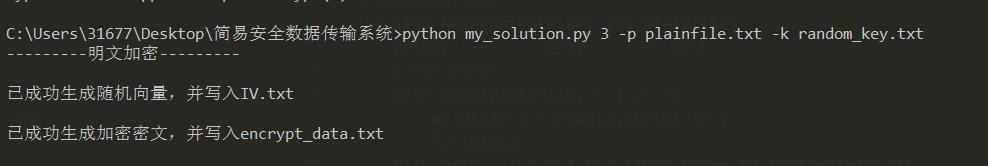 C:\Users\31677\Desktop\简易安全数据传输系统>python my_solution.py 3 -p plainfile.txt -k random_key.txt
---------明文加密---------
已成功生成随机向量，并写入IV.txt
已成功生成加密密文，并写入encrypt_data.txt